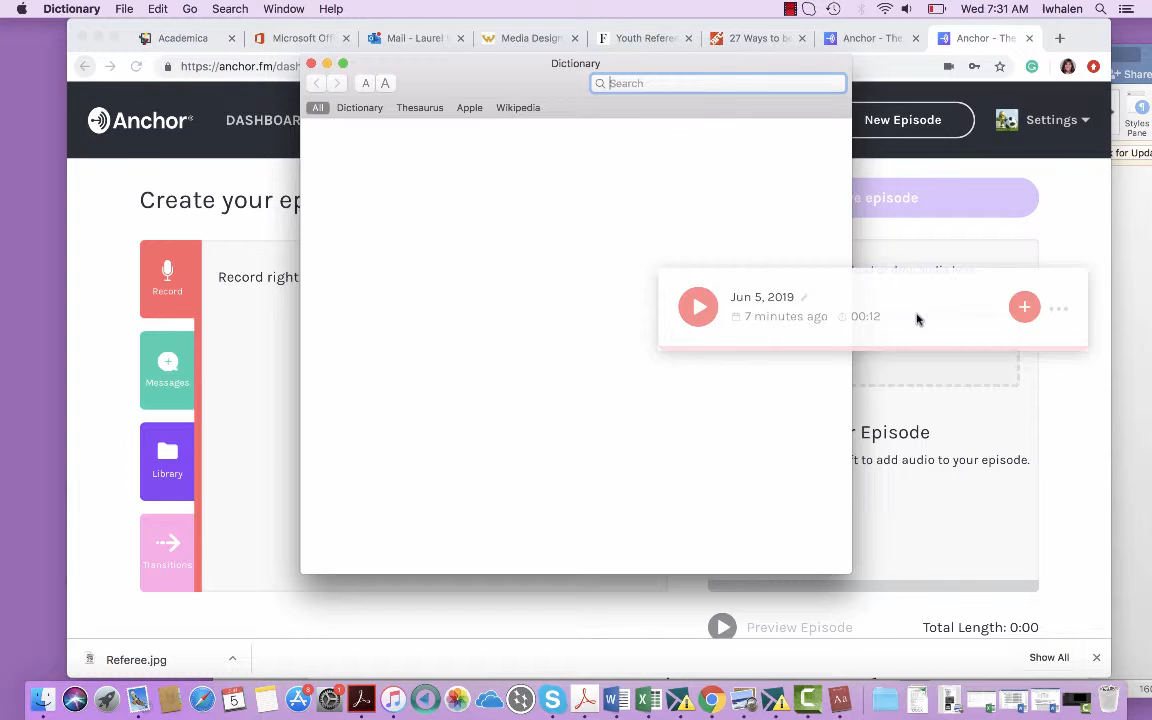 Dictionary File Edit Go Search Window Help
Wed 7:31 AM lwhalen
Academica
Microsoft Offi
Mail - Laurel
Media Design
Youth Refere
27 Ways to b
Anchor - The
Anchor - The
https://anchor.fm/dashbo
Share
Dictionary
A A
Search
All Dictionary Thesaurus Apple Wikipedia
Anchor
DASHBOAR
New Episode
Settings
Styles
Pane
k for Upda
Create your ep
e episode
Record
Record right
Jun 5, 2019
7 minutes ago 00:12
Messages
r Episode
ft to add audio to your episode.
Library
Transitions
Preview Episode
Total Length: 0:00
Referee.jpg
Show All